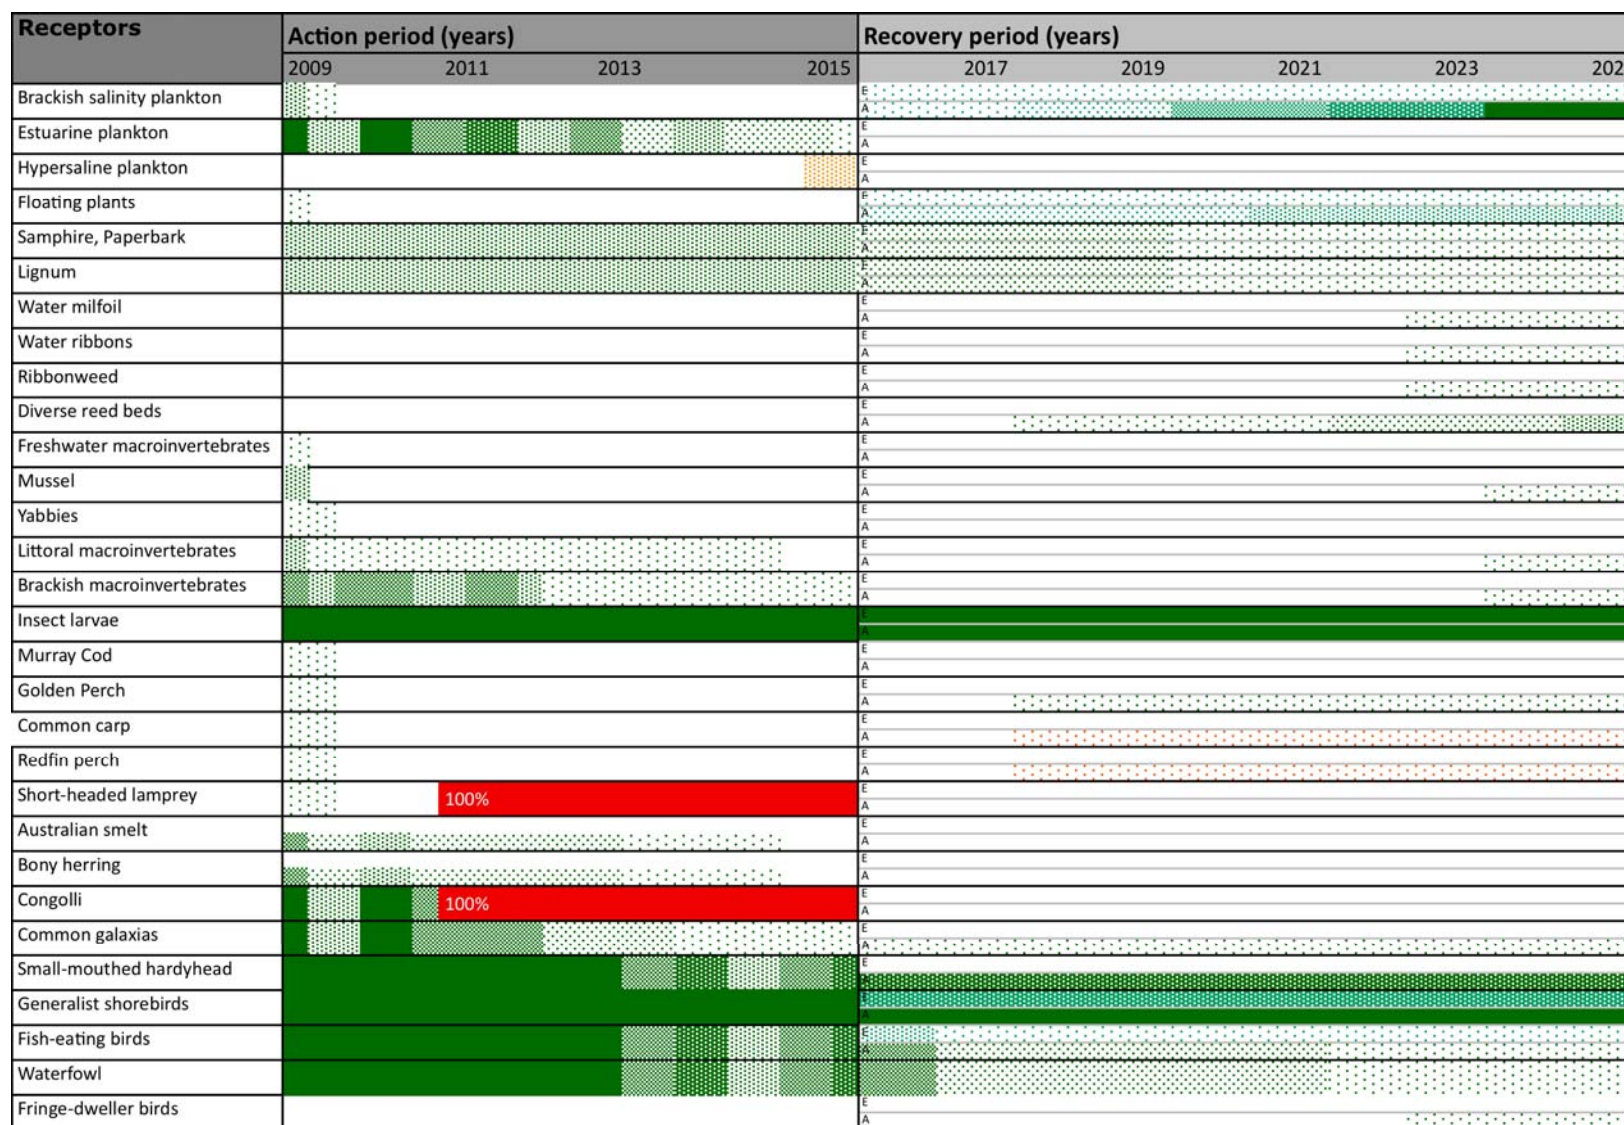 Receptors
Action period (years)
Recovery period (years)
2009 2011 2013 2015 2017 2019 2021 2023 202
Brackish salinity plankton E
A
Estuarine plankton E
A
Hypersaline plankton E
A
Floating plants E
A
Samphire, Paperbark E
A
Lignum E
A
Water milfoil E
A
Water ribbons E
A
Ribbonweed E
A
Diverse reed beds E
A
Freshwater macroinvertebrates E
A
Mussel E
A
Yabbies E
A
Littoral macroinvertebrates E
A
Brackish macroinvertebrates E
A
Insect larvae E
A
Murray Cod E
A
Golden Perch E
A
Common carp E
A
Redfin perch E
A
Short-headed lamprey 100% E
A
Australian smelt E
A
Bony herring E
A
Congolli 100% E
A
Common galaxias E
A
Small-mouthed hardyhead E
A
Generalist shorebirds E
A
Fish-eating birds E
A
Waterfowl
Fringe-dweller birds E
A